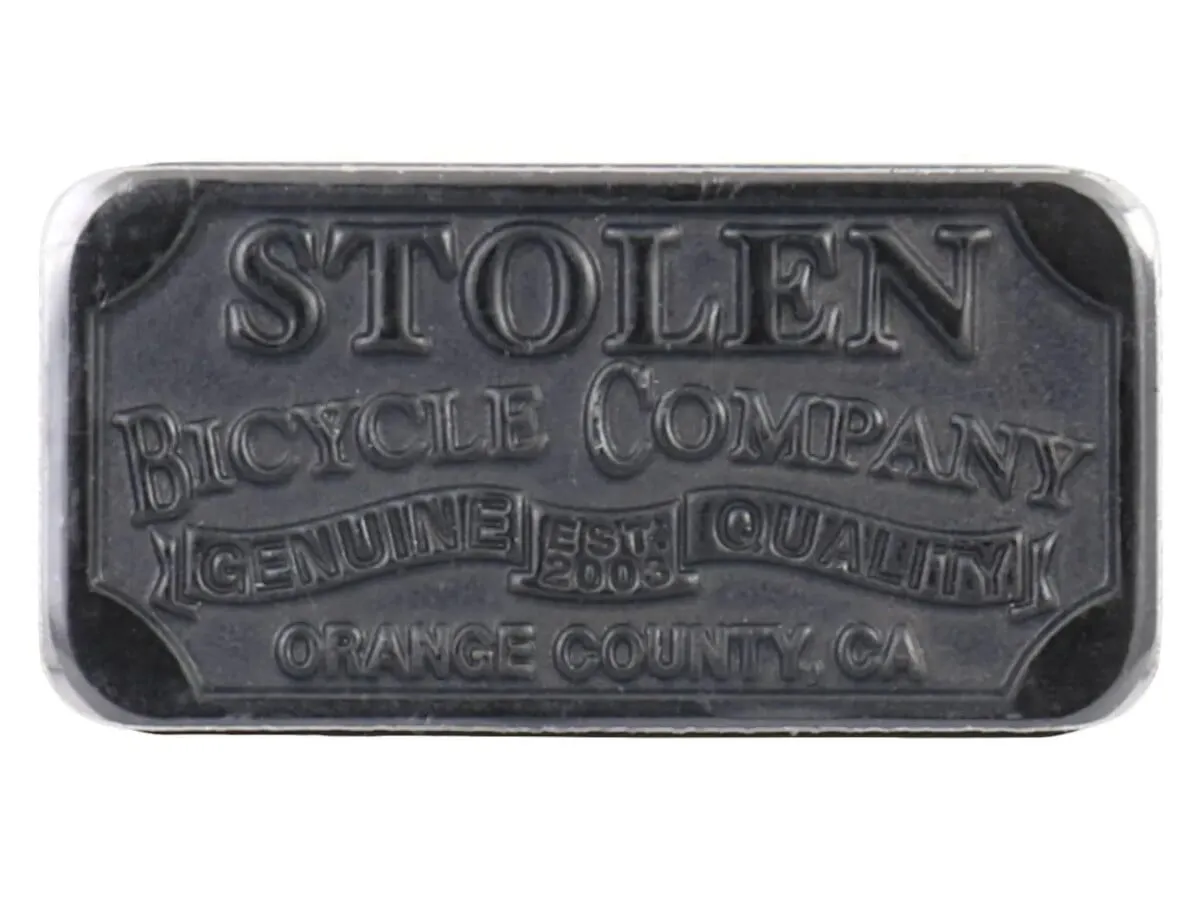 STOLEN
BICYCLE COMPANY
GENUINE EST. 2003 QUALITY
ORANGE COUNTY, CA